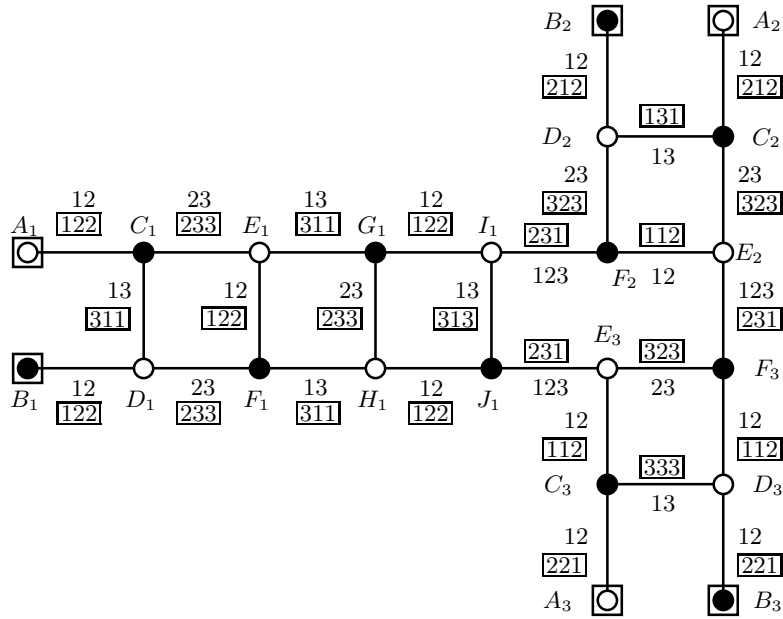 B₂ A₂
12 12
212 212
131
D₂ C₂
13
23 23
323 323
12 23 13 12
A₁ 122 C₁ 233 E₁ 311 G₁ 122 I₁ 231 112
123 F₂ 12 E₂
13 12 23 13 123
311 122 233 313 231
E₃
231 323
F₃
B₁ 12 D₁ 23 F₁ 13 H₁ 12 J₁ 123 23
122 233 311 122
12 12
112 112
333
C₃ D₃
13
12 12
221 221
A₃ B₃